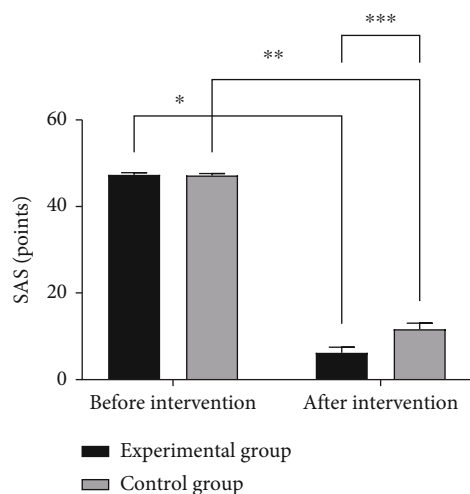 ***
**
*
60
40
20
0
SAS (points)
Before intervention
After intervention
Experimental group
Control group